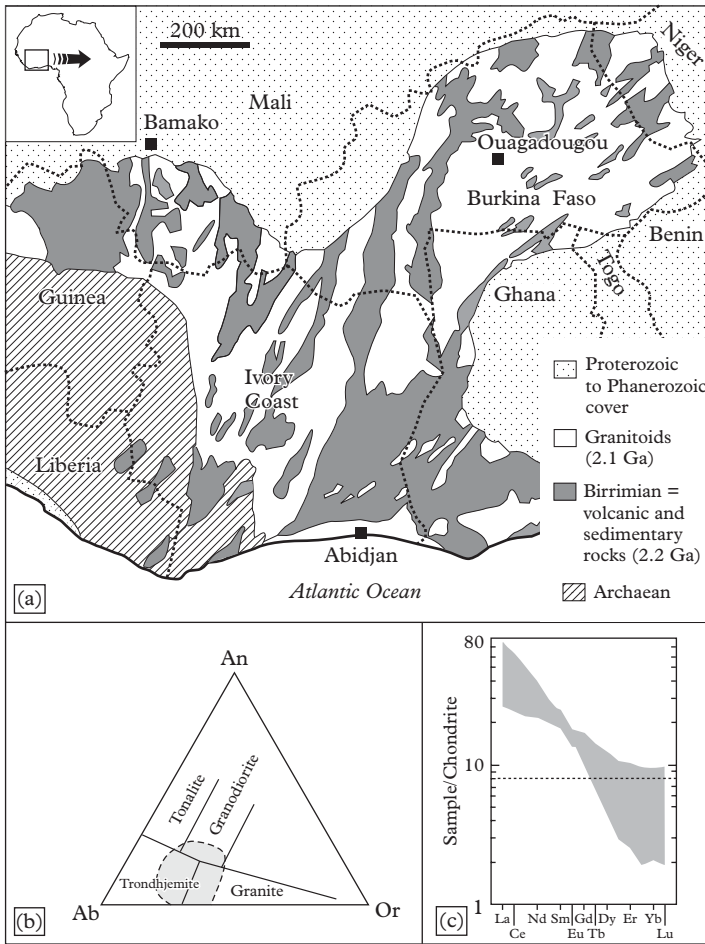 200 km
Niger
Mali
Bamako
Ouagadougou
Burkina Faso
Benin
Togo
Guinea
Ghana
Ivory
Coast
Liberia
Abidjan
Atlantic Ocean
Proterozoic
to Phanerozoic
cover
Granitoids
(2.1 Ga)
Birrimian =
volcanic and
sedimentary
rocks (2.2 Ga)
Archaean
(a)
An
Tonalite
Granodiorite
Trondhjemite
Granite
Ab
Or
(b)
80
10
1
Sample/Chondrite
La
Ce
Nd
Sm
Eu
Gd
Tb
Dy
Er
Yb
Lu
(c)